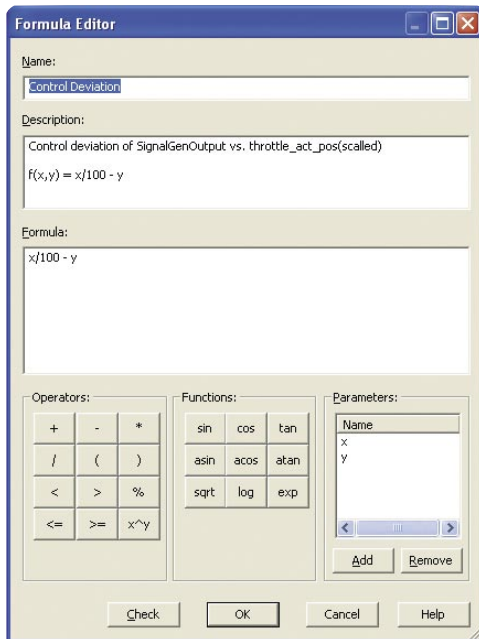 Formula Editor
Name:
Control Deviation
Description:
Control deviation of SignalGenOutput vs. throttle_act_pos(scalled)
f(x,y) = x/100 - y
Formula:
x/100 - y
Operators: Functions: Parameters:
+ - * sin cos tan Name
x
/ ( ) asin acos atan y
< > % sqrt log exp
<= >= x^y
Add Remove
Check OK Cancel Help